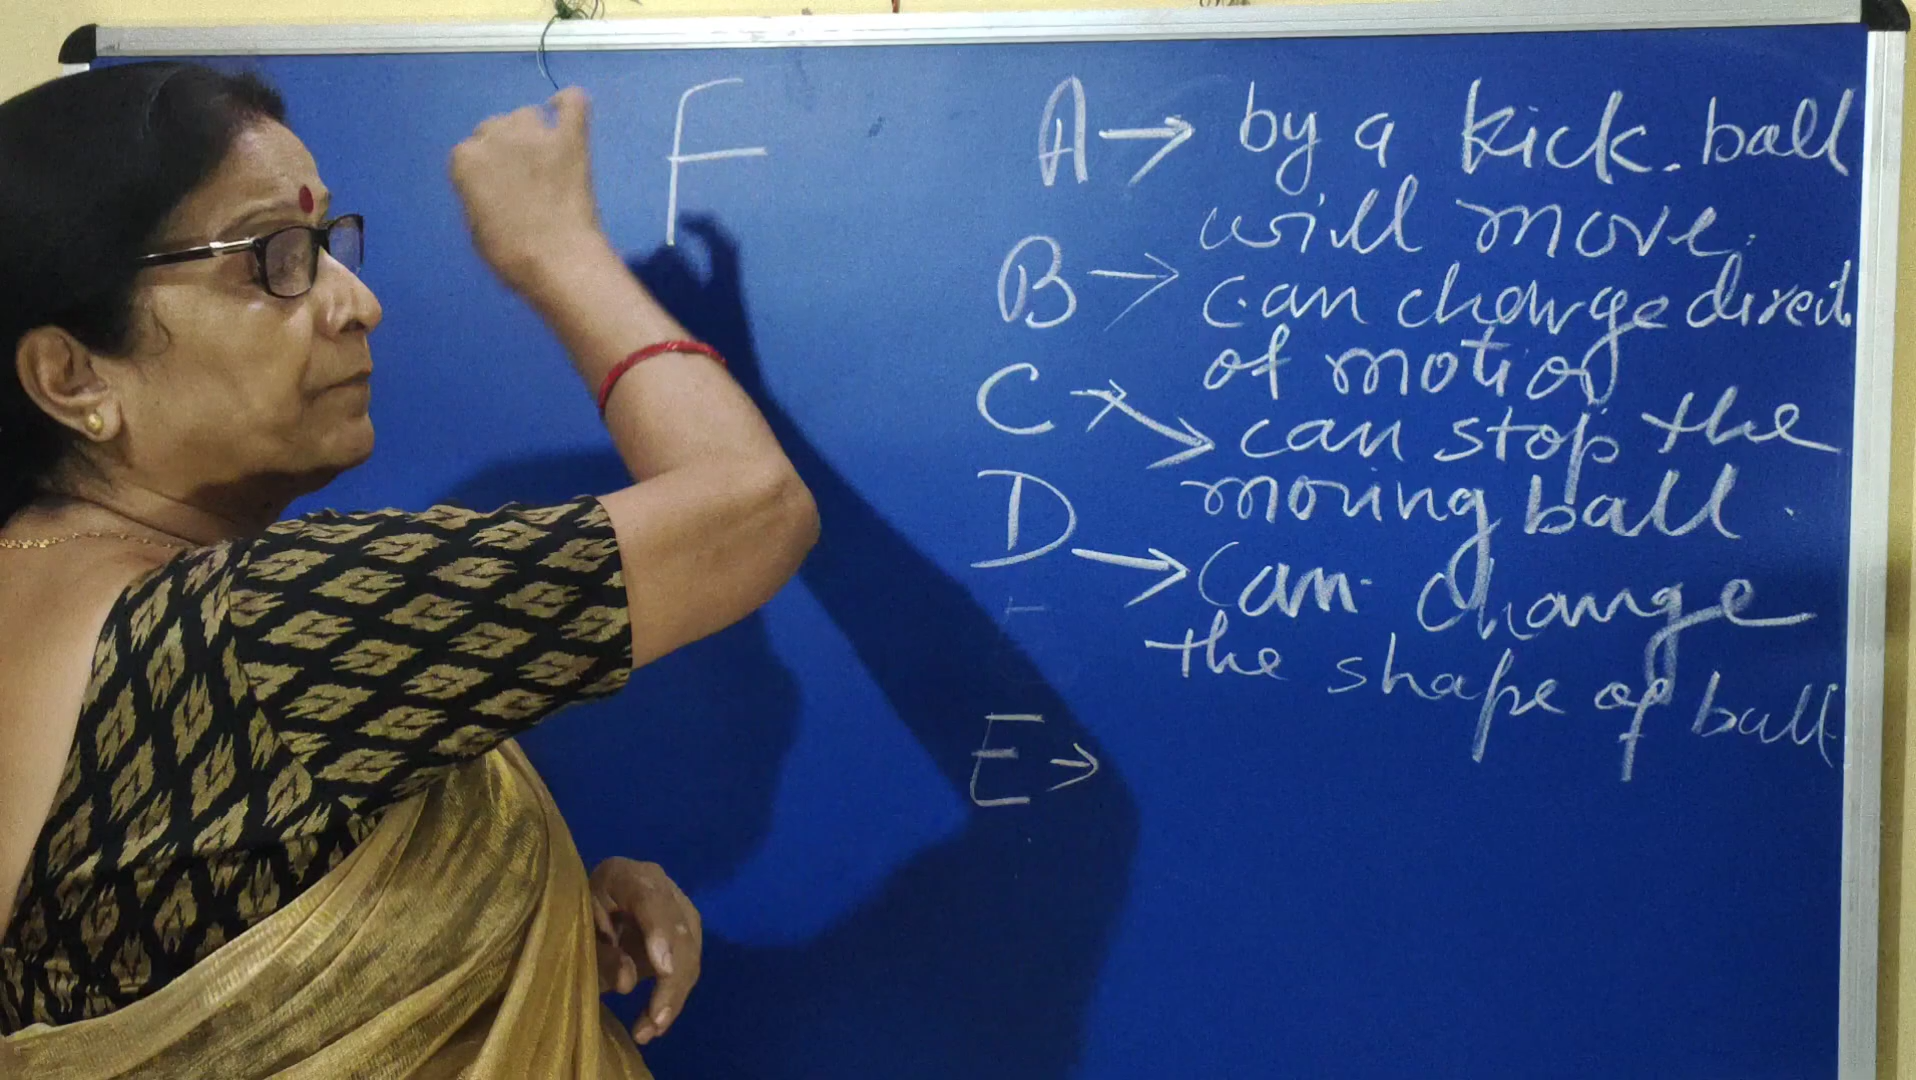 F
A → by a kick. ball
will move.
B → can change direct.
of motion
C → can stop the
moving ball.
D → can change
the shape of ball
E →